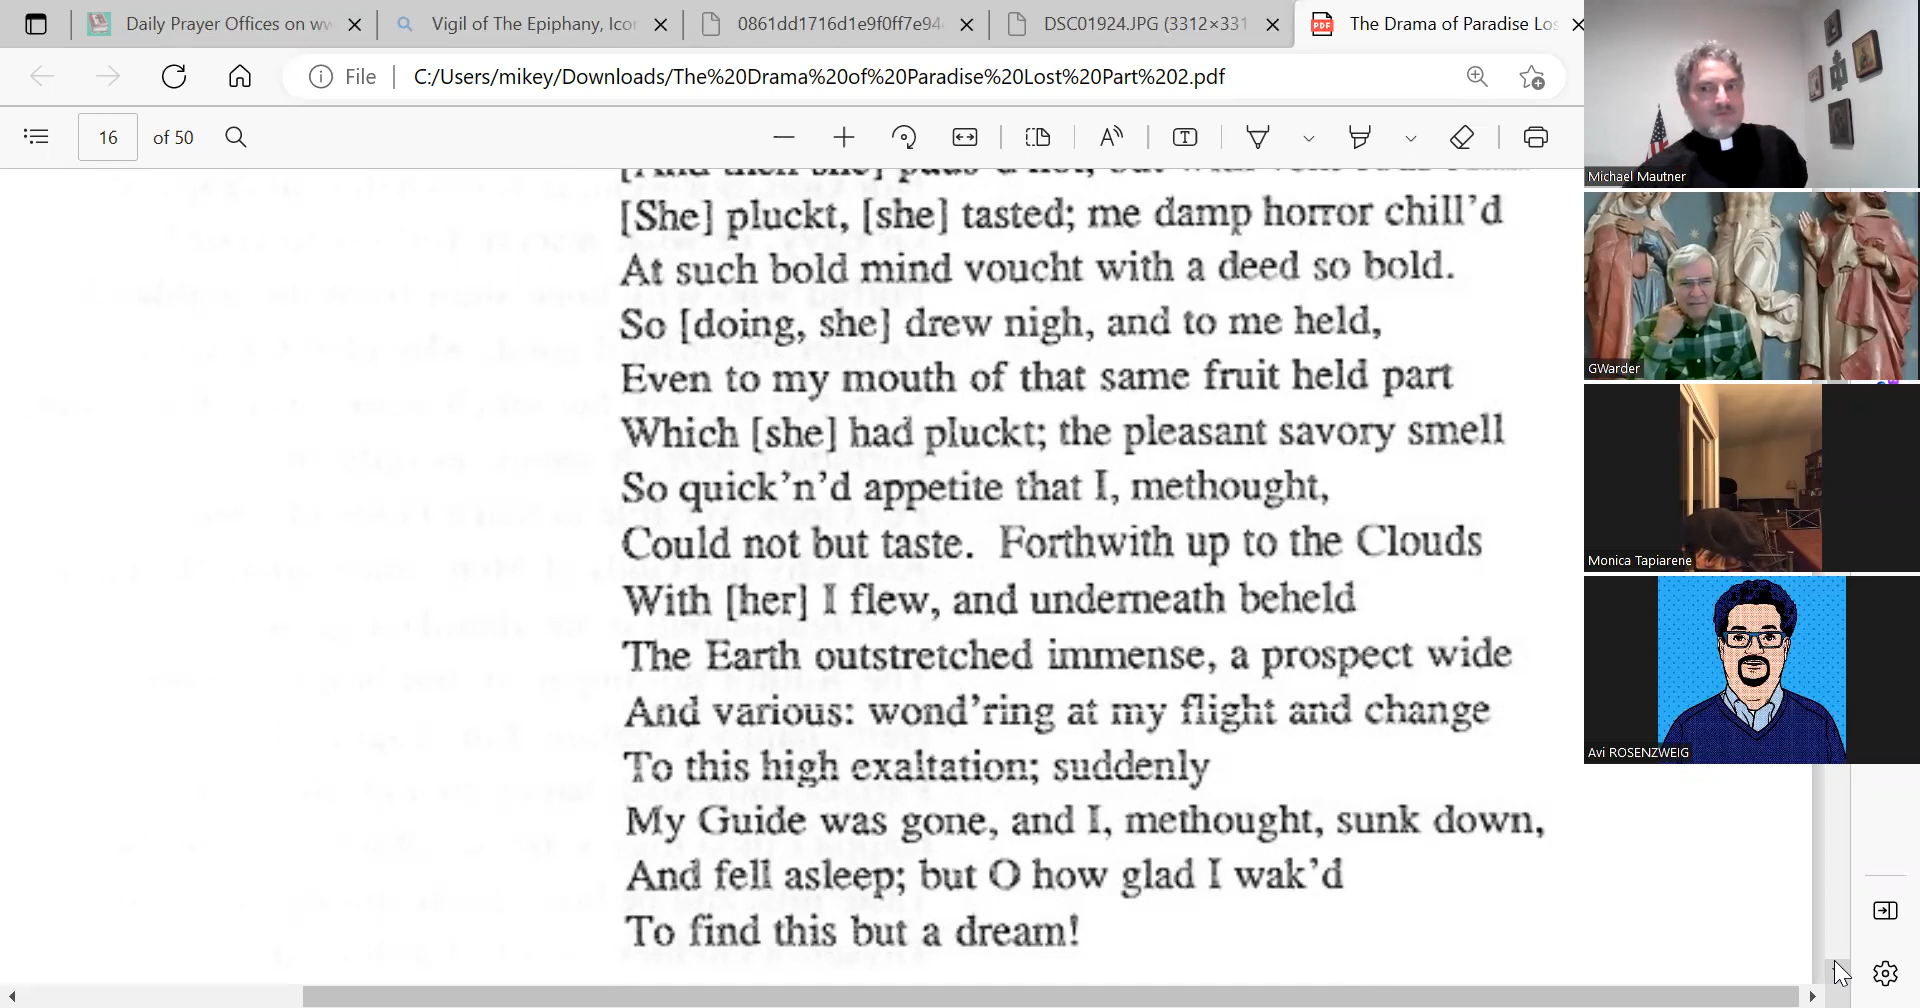 Daily Prayer Offices on ww
Vigil of The Epiphany, Icon
0861dd1716d1e9f0ff7e94
DSC01924.JPG (3312×331
PDF
The Drama of Paradise Los
File
C:/Users/mikey/Downloads/The%20Drama%20of%20Paradise%20Lost%20Part%202.pdf
16 of 50
[She] pluckt, [she] tasted; me damp horror chill’d
At such bold mind voucht with a deed so bold.
So [doing, she] drew nigh, and to me held,
Even to my mouth of that same fruit held part
Which [she] had pluckt; the pleasant savory smell
So quick’n’d appetite that I, methought,
Could not but taste. Forthwith up to the Clouds
With [her] I flew, and underneath beheld
The Earth outstretched immense, a prospect wide
And various: wond’ring at my flight and change
To this high exaltation; suddenly
My Guide was gone, and I, methought, sunk down,
And fell asleep; but O how glad I wak’d
To find this but a dream!
Michael Mautner
GWarder
Monica Tapiarene
Avi ROSENZWEIG